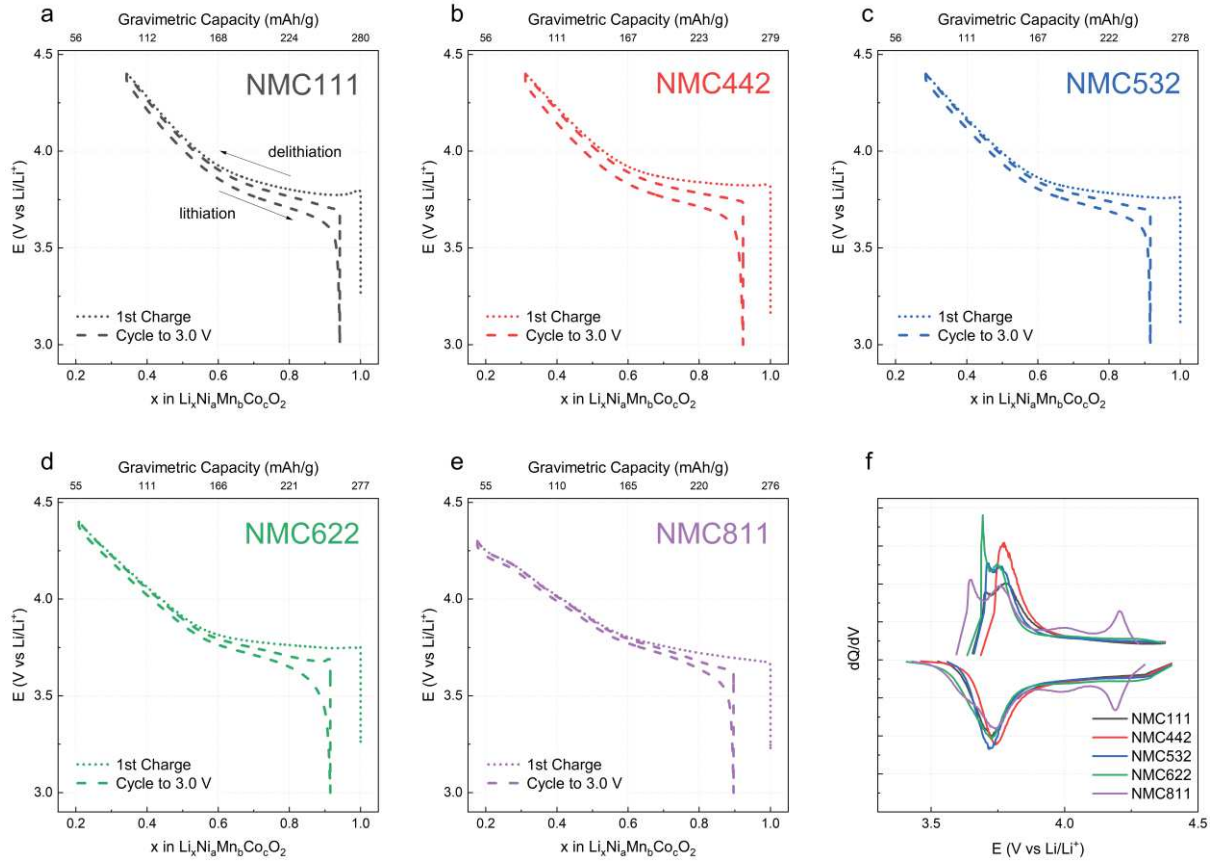 a
Gravimetric Capacity (mAh/g)
56 112 168 224 280
NMC111
4.5
4.0
3.5
3.0
E (V vs Li/Li⁺)
delithiation
lithiation
1st Charge
Cycle to 3.0 V
0.2 0.4 0.6 0.8 1.0
x in LiₓNiₐMn_bCo_cO₂
b
Gravimetric Capacity (mAh/g)
56 111 167 223 279
NMC442
4.5
4.0
3.5
3.0
E (V vs Li/Li⁺)
1st Charge
Cycle to 3.0 V
0.2 0.4 0.6 0.8 1.0
x in LiₓNiₐMn_bCo_cO₂
c
Gravimetric Capacity (mAh/g)
56 111 167 222 278
NMC532
4.5
4.0
3.5
3.0
E (V vs Li/Li⁺)
1st Charge
Cycle to 3.0 V
0.2 0.4 0.6 0.8 1.0
x in LiₓNiₐMn_bCo_cO₂
d
Gravimetric Capacity (mAh/g)
55 111 166 221 277
NMC622
4.5
4.0
3.5
3.0
E (V vs Li/Li⁺)
1st Charge
Cycle to 3.0 V
0.2 0.4 0.6 0.8 1.0
x in LiₓNiₐMn_bCo_cO₂
e
Gravimetric Capacity (mAh/g)
55 110 165 220 276
NMC811
4.5
4.0
3.5
3.0
E (V vs Li/Li⁺)
1st Charge
Cycle to 3.0 V
0.2 0.4 0.6 0.8 1.0
x in LiₓNiₐMn_bCo_cO₂
f
dQ/dV
NMC111
NMC442
NMC532
NMC622
NMC811
3.5 4.0 4.5
E (V vs Li/Li⁺)